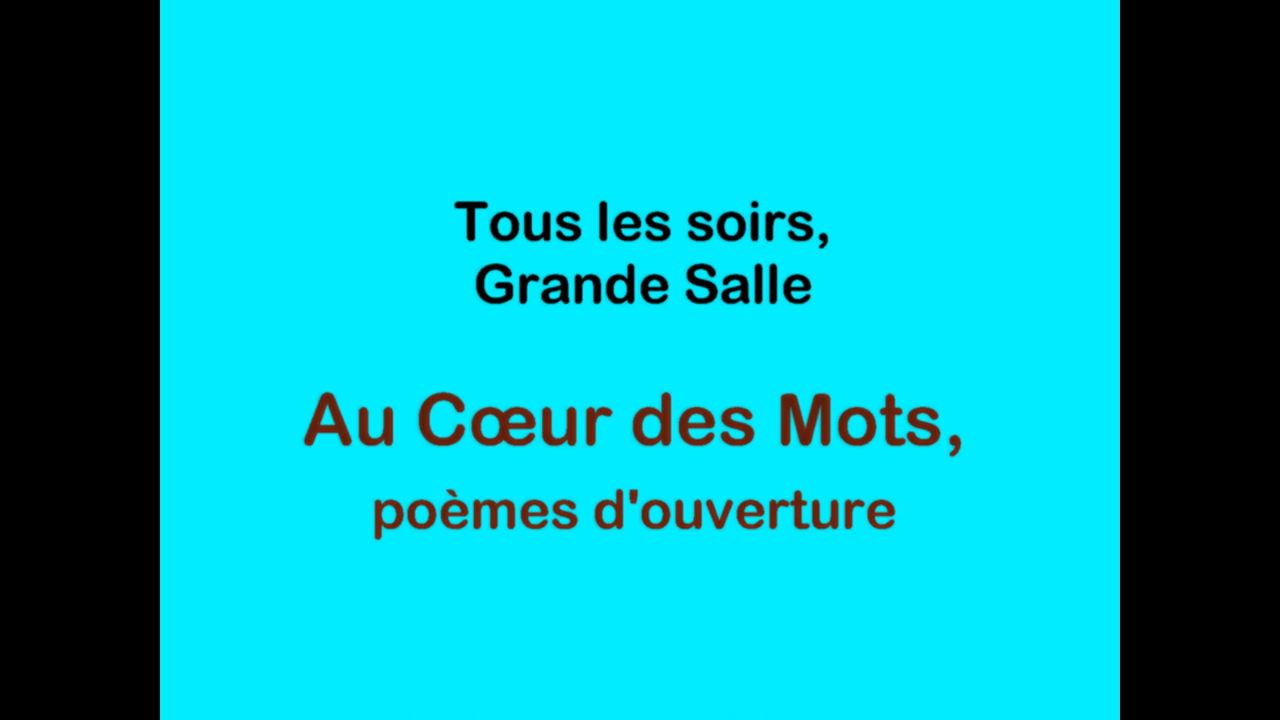 Tous les soirs,
Grande Salle
Au Cœur des Mots,
poèmes d'ouverture